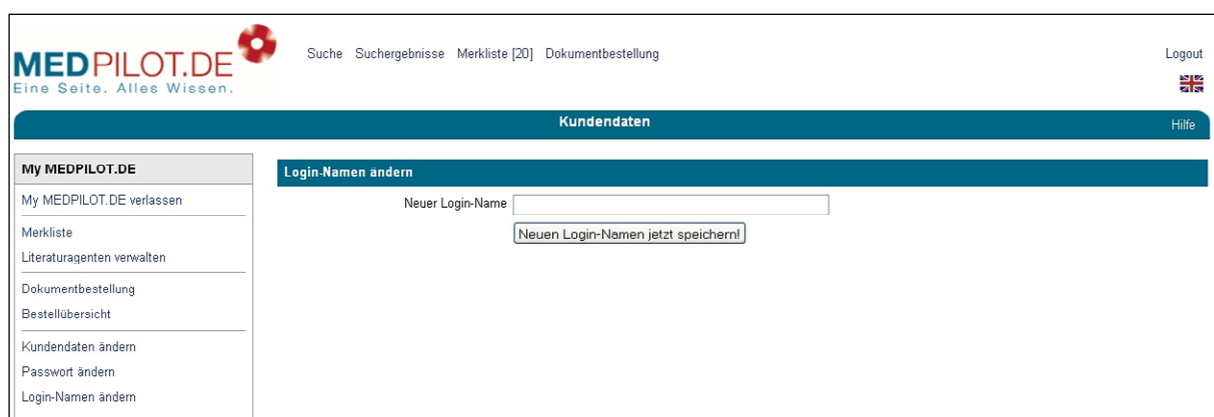 MEDPILOT.DE
Eine Seite. Alles Wissen.
Suche Suchergebnisse Merkliste [20] Dokumentbestellung
Logout
Kundendaten
Hilfe
My MEDPILOT.DE
My MEDPILOT.DE verlassen
Merkliste
Literaturagenten verwalten
Dokumentbestellung
Bestellübersicht
Kundendaten ändern
Passwort ändern
Login-Namen ändern
Login-Namen ändern
Neuer Login-Name
Neuen Login-Namen jetzt speichern!